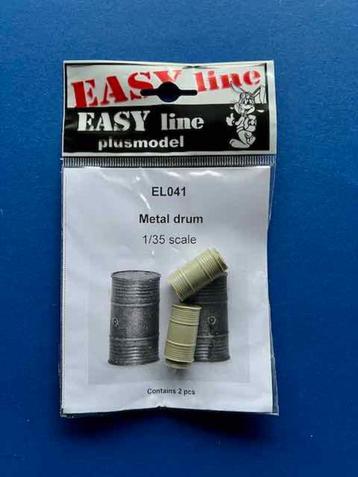 EASY line
EASY line
plusmodel
EL041
Metal drum
1/35 scale
Contains 2 pcs